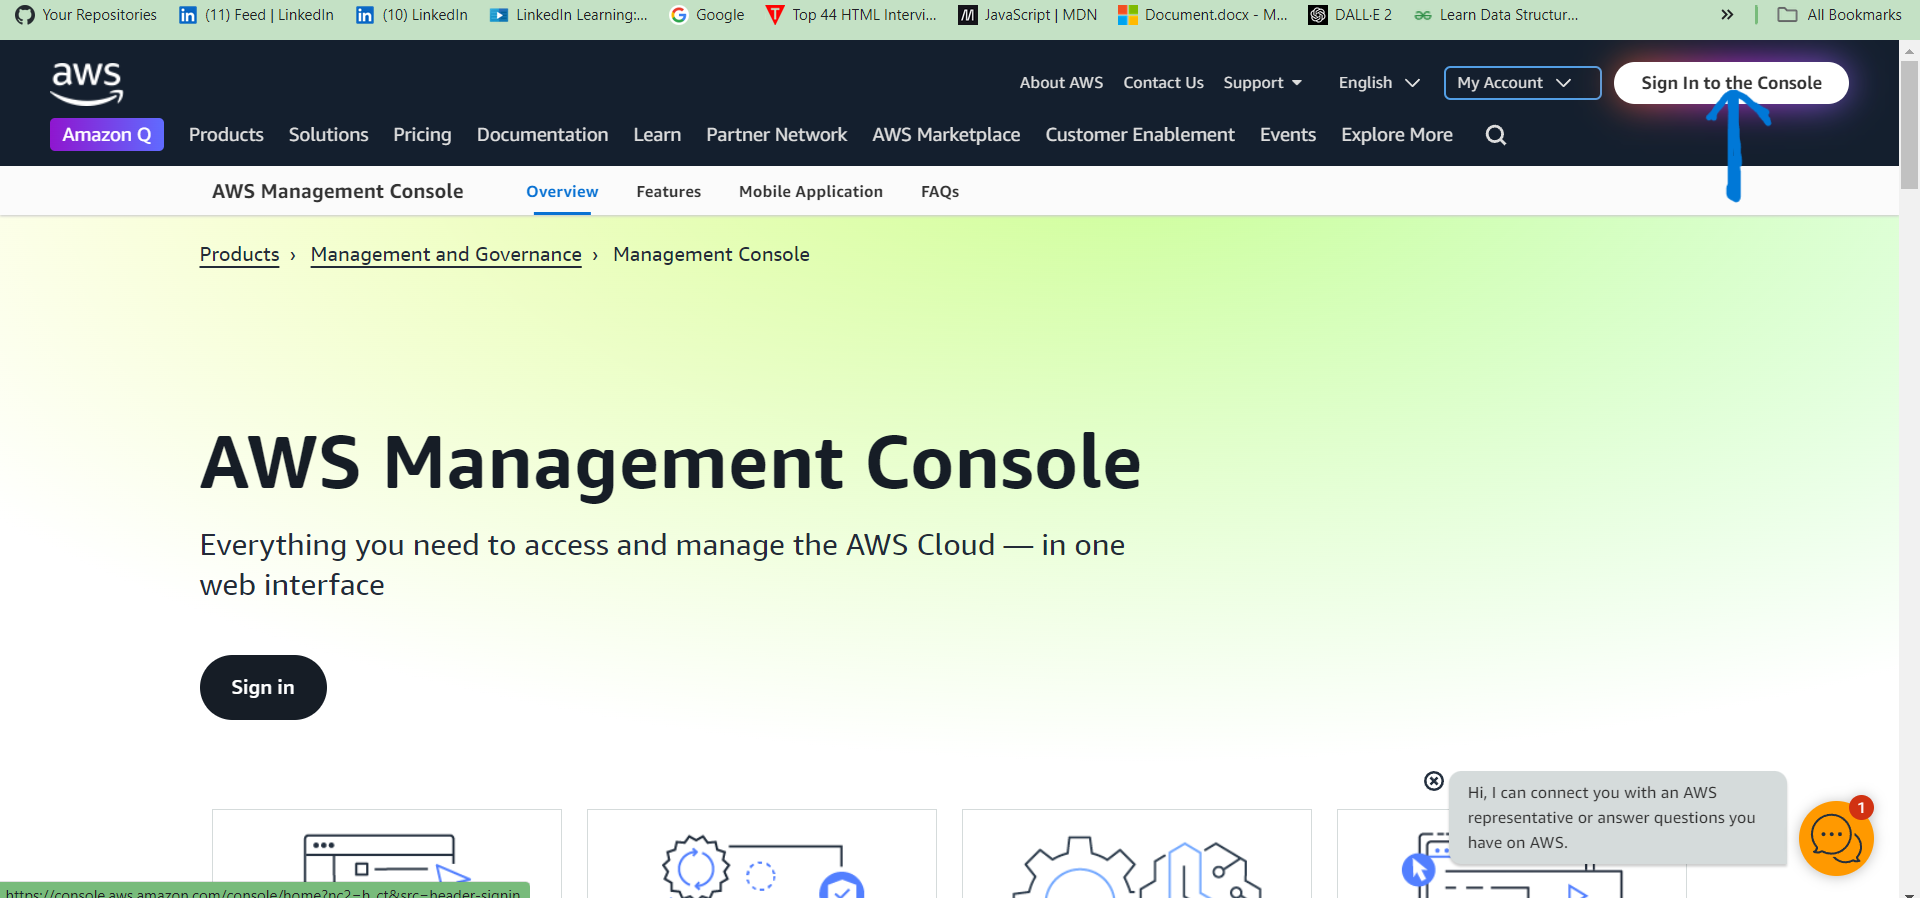 Your Repositories (11) Feed | LinkedIn (10) LinkedIn LinkedIn Learning:... Google Top 44 HTML Intervi... JavaScript | MDN Document.docx - M... DALL·E 2 Learn Data Structur... » All Bookmarks
aws
About AWS Contact Us Support English My Account Sign In to the Console
Amazon Q Products Solutions Pricing Documentation Learn Partner Network AWS Marketplace Customer Enablement Events Explore More
AWS Management Console Overview Features Mobile Application FAQs
Products › Management and Governance › Management Console
AWS Management Console
Everything you need to access and manage the AWS Cloud — in one
web interface
Sign in
Hi, I can connect you with an AWS
representative or answer questions you
have on AWS.
1
https://console.aws.amazon.com/console/home?nc2=h_ct&src=header-signin